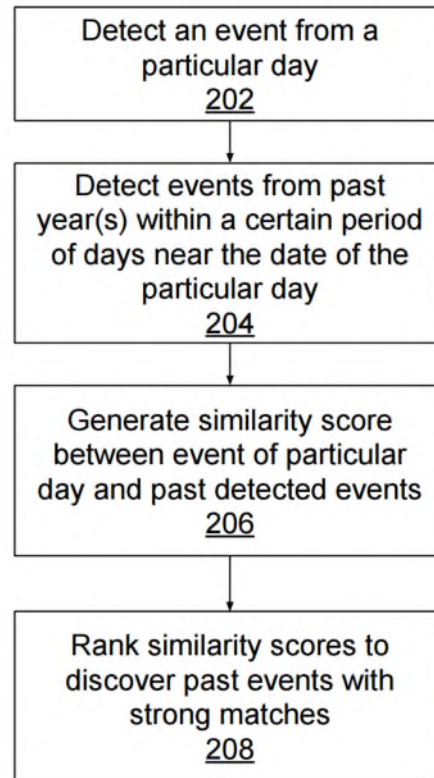 Detect an event from a
particular day
202
Detect events from past
year(s) within a certain period
of days near the date of the
particular day
204
Generate similarity score
between event of particular
day and past detected events
206
Rank similarity scores to
discover past events with
strong matches
208